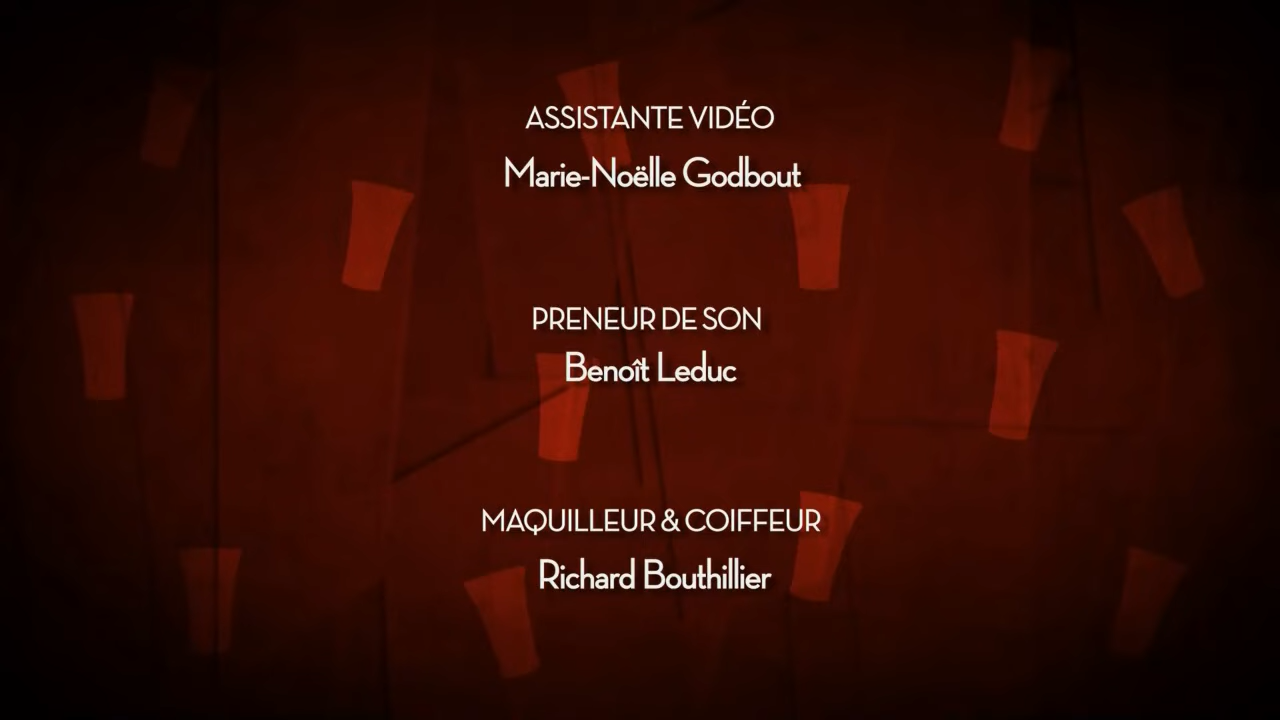 ASSISTANTE VIDÉO
Marie-Noëlle Godbout
PRENEUR DE SON
Benoît Leduc
MAQUILLEUR & COIFFEUR
Richard Bouthillier